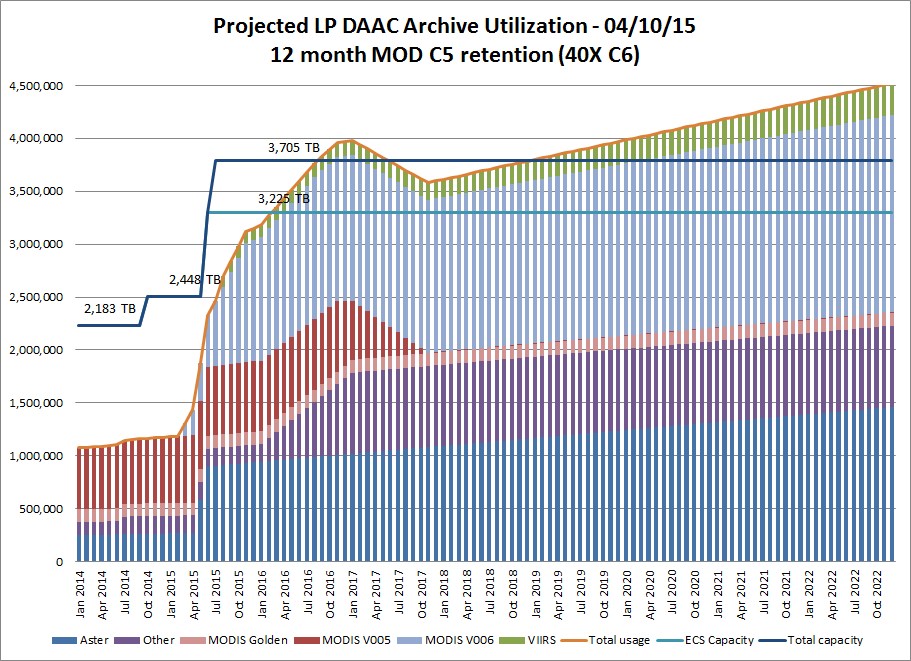 Projected LP DAAC Archive Utilization - 04/10/15
12 month MOD C5 retention (40X C6)
4,500,000
4,000,000
3,500,000
3,000,000
2,500,000
2,000,000
1,500,000
1,000,000
500,000
0
3,705 TB
3,225 TB
2,448 TB
2,183 TB
Jan 2014
Apr 2014
Jul 2014
Oct 2014
Jan 2015
Apr 2015
Jul 2015
Oct 2015
Jan 2016
Apr 2016
Jul 2016
Oct 2016
Jan 2017
Apr 2017
Jul 2017
Oct 2017
Jan 2018
Apr 2018
Jul 2018
Oct 2018
Jan 2019
Apr 2019
Jul 2019
Oct 2019
Jan 2020
Apr 2020
Jul 2020
Oct 2020
Jan 2021
Apr 2021
Jul 2021
Oct 2021
Jan 2022
Apr 2022
Jul 2022
Oct 2022
Aster Other MODIS Golden MODIS V005 MODIS V006 VIIRS Total usage ECS Capacity Total capacity